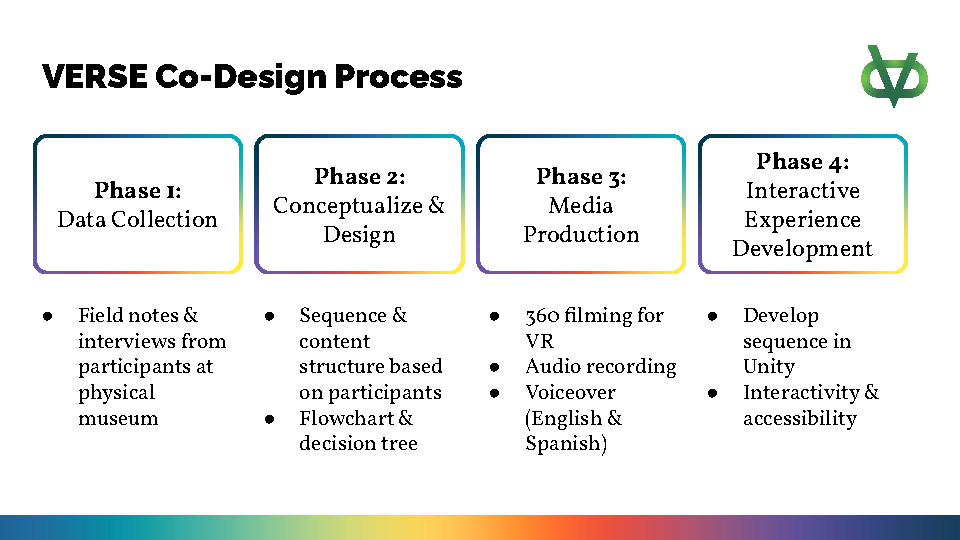 VERSE Co-Design Process
Phase 1:
Data Collection
Phase 2:
Conceptualize &
Design
Phase 3:
Media
Production
Phase 4:
Interactive
Experience
Development
● Field notes &
interviews from
participants at
physical
museum
● Sequence &
content
structure based
on participants
● Flowchart &
decision tree
● 360 filming for
VR
● Audio recording
● Voiceover
(English &
Spanish)
● Develop
sequence in
Unity
● Interactivity &
accessibility